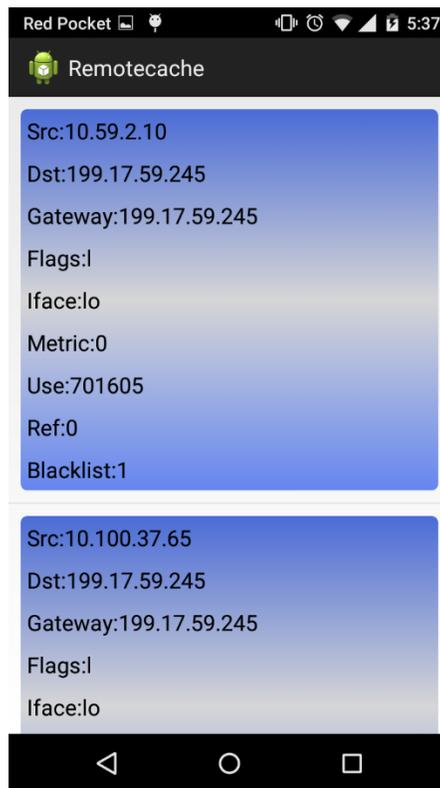 Red Pocket 5:37
Remotecache
Src:10.59.2.10
Dst:199.17.59.245
Gateway:199.17.59.245
Flags:l
Iface:lo
Metric:0
Use:701605
Ref:0
Blacklist:1
Src:10.100.37.65
Dst:199.17.59.245
Gateway:199.17.59.245
Flags:l
Iface:lo